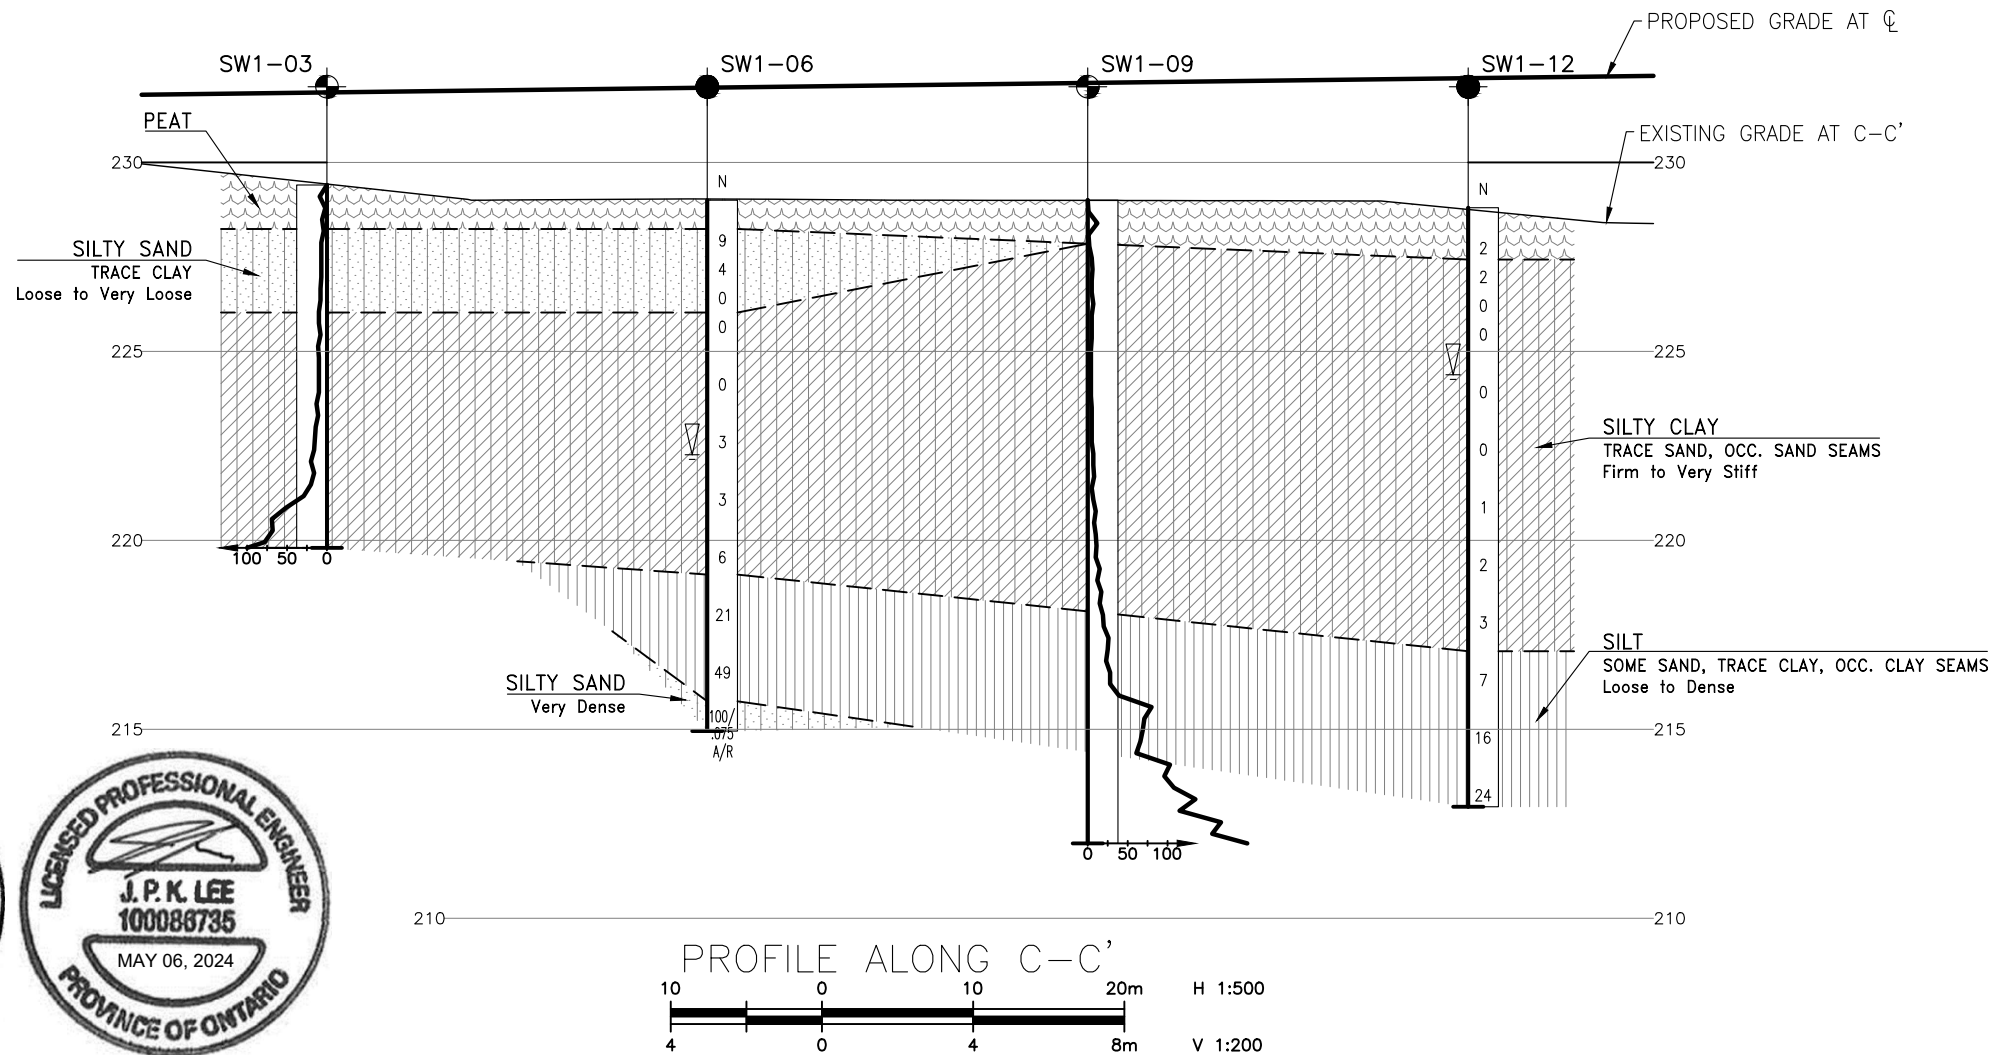 PROPOSED GRADE AT ℄
SW1-03
SW1-06
SW1-09
SW1-12
PEAT
EXISTING GRADE AT C-C'
230
230
N
N
SILTY SAND
TRACE CLAY
Loose to Very Loose
9
4
0
0
0
3
3
6
21
49
100/
.075
A/R
2
2
0
0
0
0
1
2
3
7
16
24
225
225
SILTY CLAY
TRACE SAND, OCC. SAND SEAMS
Firm to Very Stiff
220
220
100 50 0
SILT
SOME SAND, TRACE CLAY, OCC. CLAY SEAMS
Loose to Dense
SILTY SAND
Very Dense
215
215
0 50 100
LICENSED PROFESSIONAL ENGINEER
J. P. K. LEE
100086735
MAY 06, 2024
PROVINCE OF ONTARIO
210
210
PROFILE ALONG C-C'
10 0 10 20m H 1:500
4 0 4 8m V 1:200